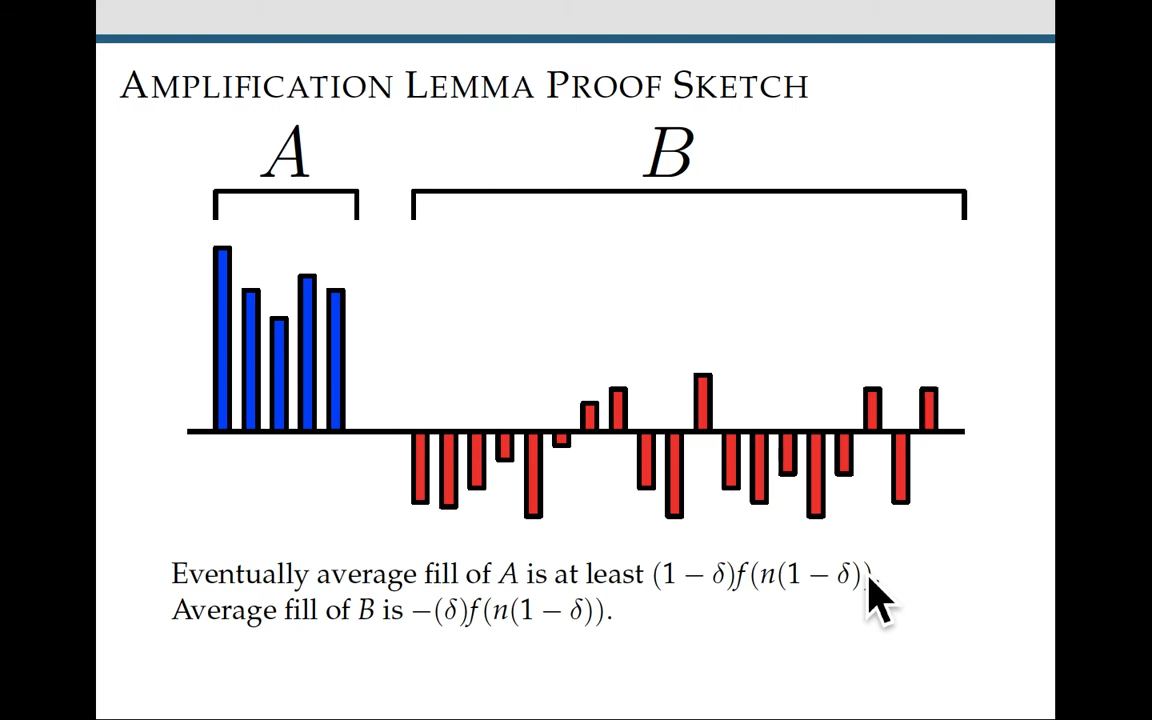 AMPLIFICATION LEMMA PROOF SKETCH
A
B
Eventually average fill of A is at least (1 − δ)f(n(1 − δ)).
Average fill of B is −(δ)f(n(1 − δ)).